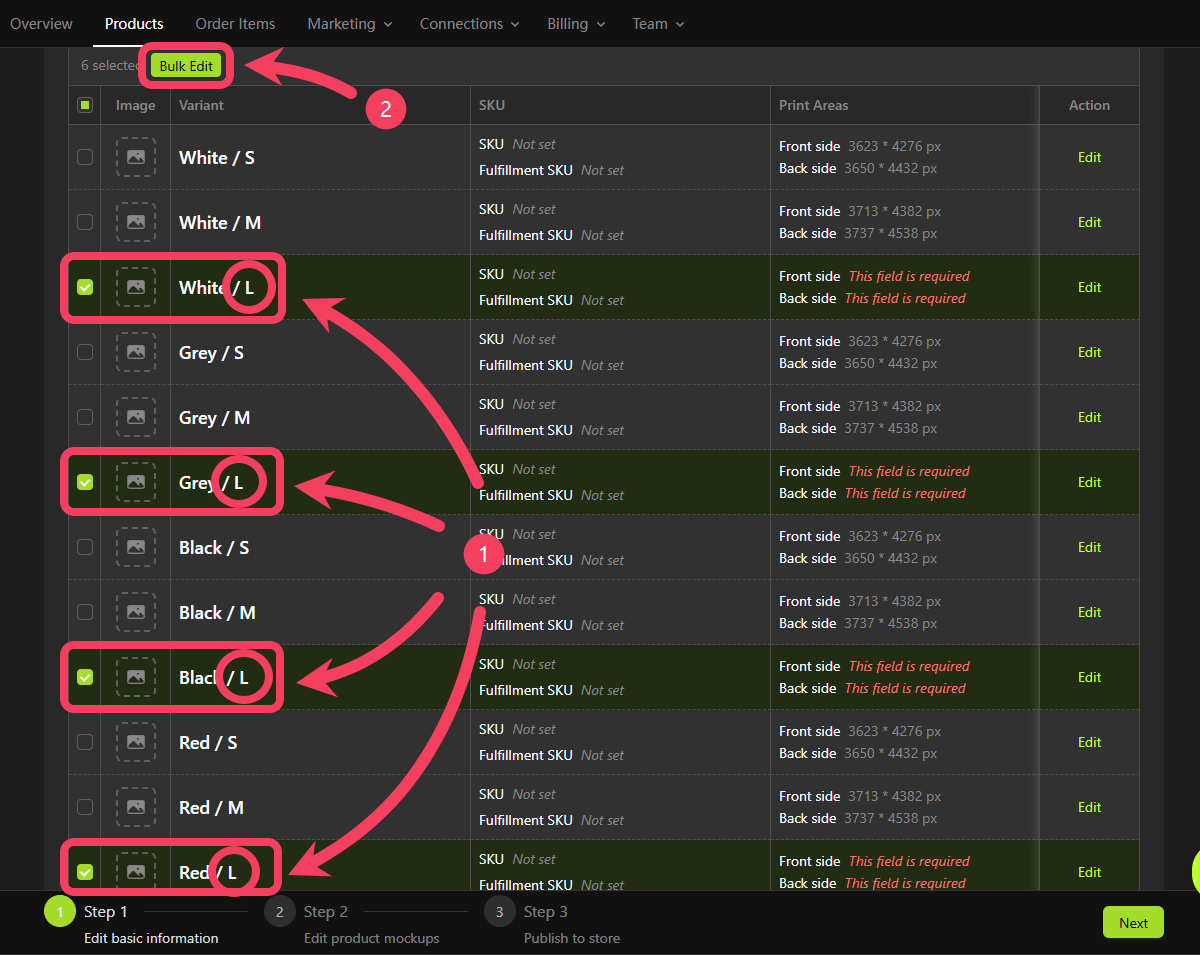 Overview Products Order Items Marketing Connections Billing Team
6 selected Bulk Edit
2
Image Variant SKU Print Areas Action
White / S SKU Not set Front side 3623 * 4276 px Edit
Fulfillment SKU Not set Back side 3650 * 4432 px
White / M SKU Not set Front side 3713 * 4382 px Edit
Fulfillment SKU Not set Back side 3737 * 4538 px
White / L SKU Not set Front side This field is required Edit
Fulfillment SKU Not set Back side This field is required
Grey / S SKU Not set Front side 3623 * 4276 px Edit
Fulfillment SKU Not set Back side 3650 * 4432 px
Grey / M SKU Not set Front side 3713 * 4382 px Edit
Fulfillment SKU Not set Back side 3737 * 4538 px
Grey / L SKU Not set Front side This field is required Edit
Fulfillment SKU Not set Back side This field is required
Black / S SKU Not set Front side 3623 * 4276 px Edit
1
Fulfillment SKU Not set Back side 3650 * 4432 px
Black / M SKU Not set Front side 3713 * 4382 px Edit
Fulfillment SKU Not set Back side 3737 * 4538 px
Black / L SKU Not set Front side This field is required Edit
Fulfillment SKU Not set Back side This field is required
Red / S SKU Not set Front side 3623 * 4276 px Edit
Fulfillment SKU Not set Back side 3650 * 4432 px
Red / M SKU Not set Front side 3713 * 4382 px Edit
Fulfillment SKU Not set Back side 3737 * 4538 px
Red / L SKU Not set Front side This field is required Edit
Fulfillment SKU Not set Back side This field is required
1 Step 1 2 Step 2 3 Step 3 Next
Edit basic information Edit product mockups Publish to store